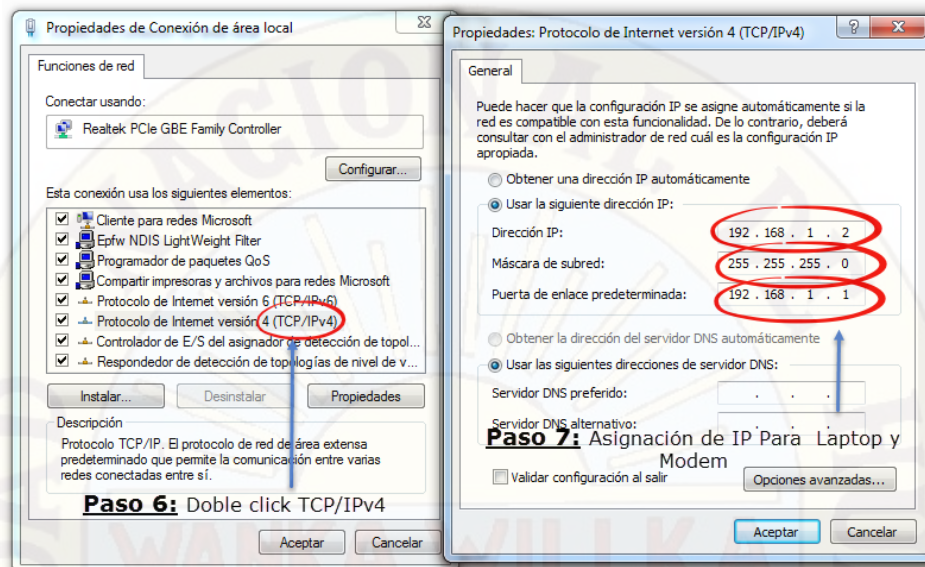 Propiedades de Conexión de área local
Funciones de red
Conectar usando:
Realtek PCIe GBE Family Controller
Configurar...
Esta conexión usa los siguientes elementos:
Cliente para redes Microsoft
Epfw NDIS LightWeight Filter
Programador de paquetes QoS
Compartir impresoras y archivos para redes Microsoft
Protocolo de Internet versión 6 (TCP/IPv6)
Protocolo de Internet versión 4 (TCP/IPv4)
Controlador de E/S del asignador de detección de topol...
Respondedor de detección de topologías de nivel de v...
Instalar...
Desinstalar
Propiedades
Descripción
Protocolo TCP/IP. El protocolo de red de área extensa
predeterminado que permite la comunicación entre varias
redes conectadas entre sí.
Paso 6: Doble click TCP/IPv4
Aceptar
Cancelar
Propiedades: Protocolo de Internet versión 4 (TCP/IPv4)
General
Puede hacer que la configuración IP se asigne automáticamente si la
red es compatible con esta funcionalidad. De lo contrario, deberá
consultar con el administrador de red cuál es la configuración IP
apropiada.
Obtener una dirección IP automáticamente
Usar la siguiente dirección IP:
Dirección IP: 192 . 168 . 1 . 2
Máscara de subred: 255 . 255 . 255 . 0
Puerta de enlace predeterminada: 192 . 168 . 1 . 1
Obtener la dirección del servidor DNS automáticamente
Usar las siguientes direcciones de servidor DNS:
Servidor DNS preferido: . . .
Servidor DNS alternativo: . . .
Paso 7: Asignación de IP Para Laptop y
Modem
Validar configuración al salir
Opciones avanzadas...
Aceptar
Cancelar
WANKA WILLKA